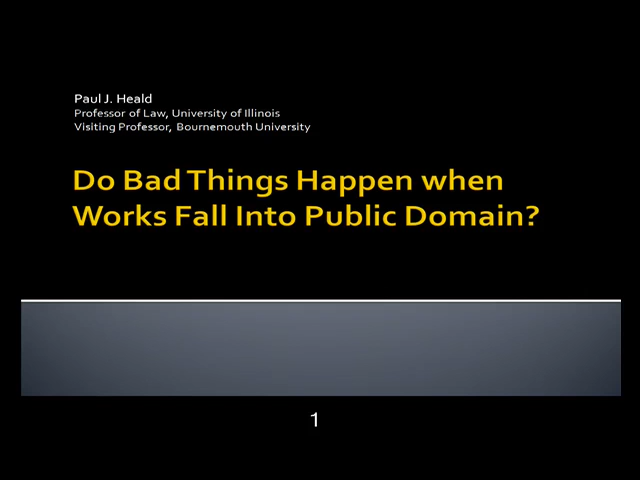 Paul J. Heald
Professor of Law, University of Illinois
Visiting Professor, Bournemouth University
Do Bad Things Happen when
Works Fall Into Public Domain?
1